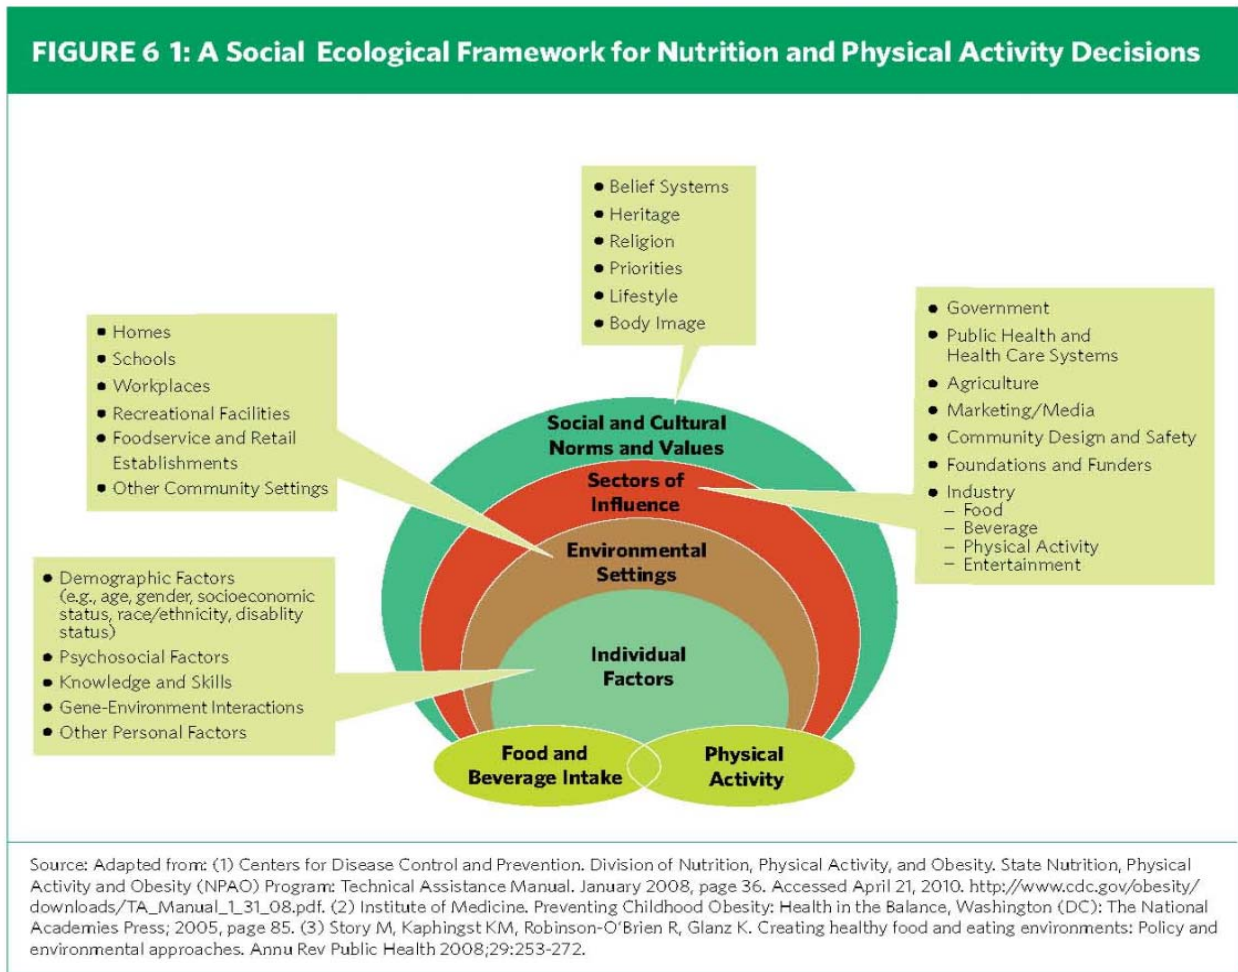 FIGURE 6 1: A Social Ecological Framework for Nutrition and Physical Activity Decisions
● Belief Systems
● Heritage
● Religion
● Priorities
● Lifestyle
● Body Image
● Homes
● Schools
● Workplaces
● Recreational Facilities
● Foodservice and Retail
Establishments
● Other Community Settings
● Government
● Public Health and
Health Care Systems
● Agriculture
● Marketing/Media
● Community Design and Safety
● Foundations and Funders
● Industry
– Food
– Beverage
– Physical Activity
– Entertainment
● Demographic Factors
(e.g., age, gender, socioeconomic
status, race/ethnicity, disablity
status)
● Psychosocial Factors
● Knowledge and Skills
● Gene-Environment Interactions
● Other Personal Factors
Social and Cultural
Norms and Values
Sectors of
Influence
Environmental
Settings
Individual
Factors
Food and
Beverage Intake
Physical
Activity
Source: Adapted from: (1) Centers for Disease Control and Prevention. Division of Nutrition, Physical Activity, and Obesity. State Nutrition, Physical
Activity and Obesity (NPAO) Program: Technical Assistance Manual. January 2008, page 36. Accessed April 21, 2010. http://www.cdc.gov/obesity/
downloads/TA_Manual_1_31_08.pdf. (2) Institute of Medicine. Preventing Childhood Obesity: Health in the Balance, Washington (DC): The National
Academies Press; 2005, page 85. (3) Story M, Kaphingst KM, Robinson-O'Brien R, Glanz K. Creating healthy food and eating environments: Policy and
environmental approaches. Annu Rev Public Health 2008;29:253-272.